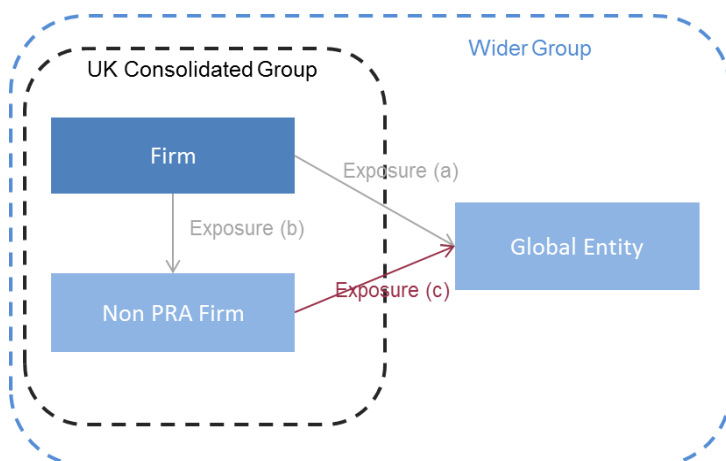 Wider Group
UK Consolidated Group
Firm
Exposure (a)
Exposure (b)
Global Entity
Exposure (c)
Non PRA Firm